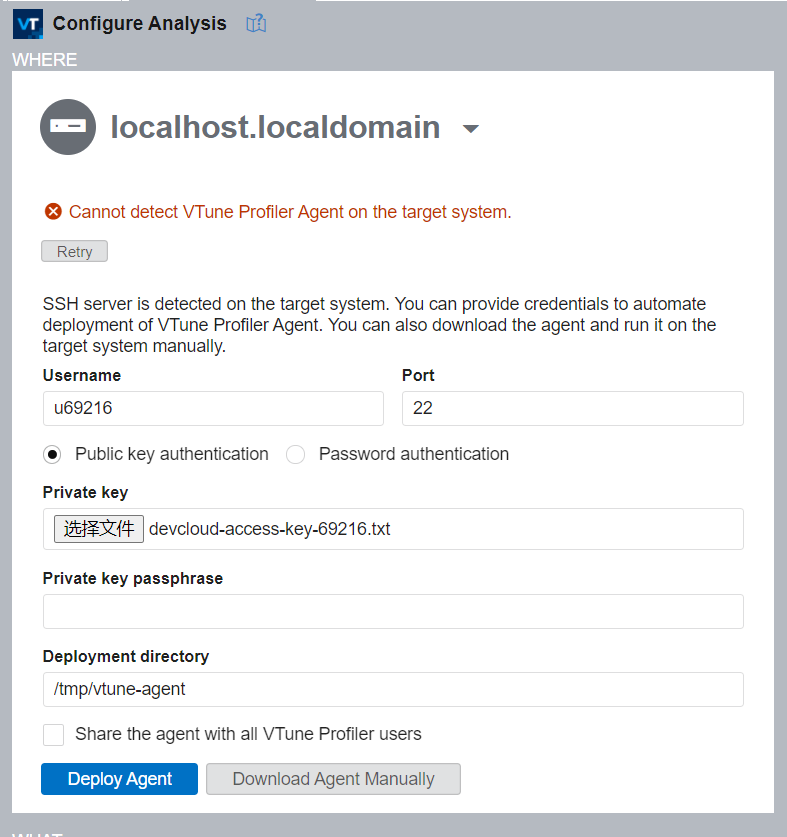 VT Configure Analysis
WHERE
localhost.localdomain
Cannot detect VTune Profiler Agent on the target system.
Retry
SSH server is detected on the target system. You can provide credentials to automate
deployment of VTune Profiler Agent. You can also download the agent and run it on the
target system manually.
Username Port
u69216 22
Public key authentication Password authentication
Private key
选择文件 devcloud-access-key-69216.txt
Private key passphrase
Deployment directory
/tmp/vtune-agent
Share the agent with all VTune Profiler users
Deploy Agent Download Agent Manually
WHAT